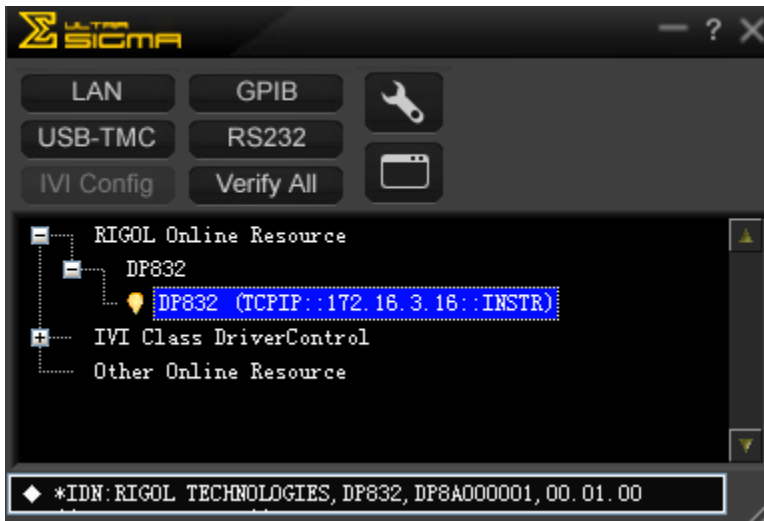 ULTRA
SIGMA
?
LAN
GPIB
USB-TMC
RS232
IVI Config
Verify All
RIGOL Online Resource
DP832
DP832 (TCPIP::172.16.3.16::INSTR)
IVI Class DriverControl
Other Online Resource
*IDN:RIGOL TECHNOLOGIES,DP832,DP8A000001,00.01.00